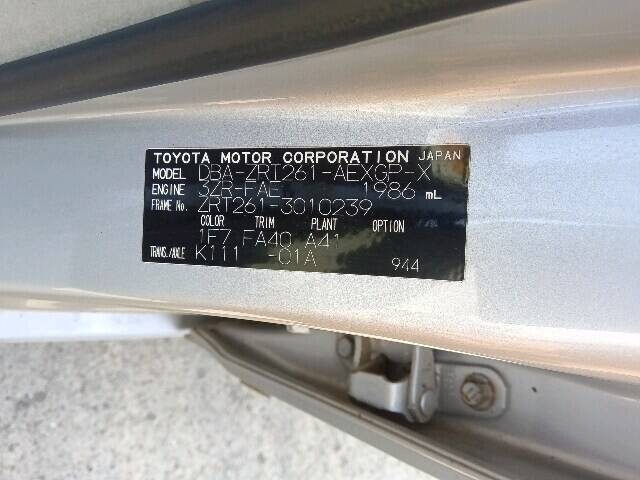 TOYOTA MOTOR CORPORATION JAPAN
MODEL DBA-ZRT261-AEXGP-X
ENGINE 3ZR-FAE 1986 mL
FRAME No. ZRT261-3010239
COLOR TRIM PLANT OPTION
1F7 FA40 A41
TRANS./AXLE K111 -01A 944